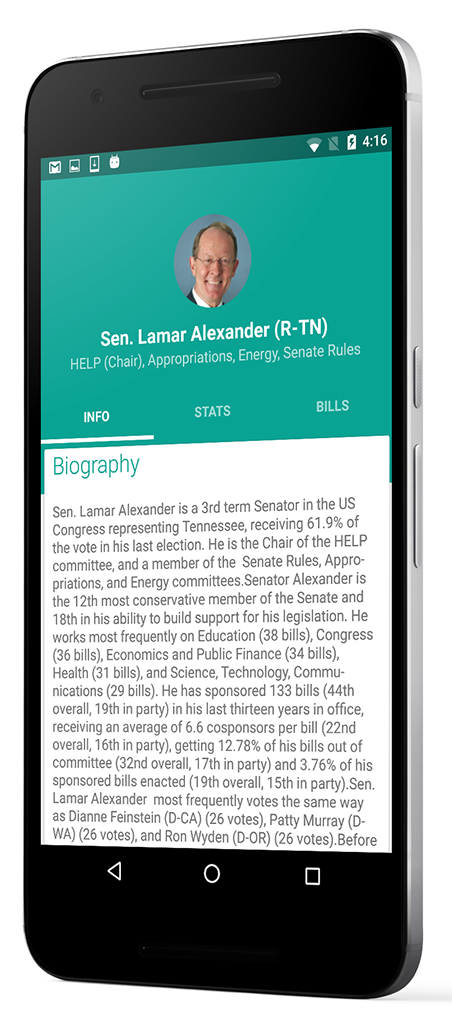 4:16
Sen. Lamar Alexander (R-TN)
HELP (Chair), Appropriations, Energy, Senate Rules
INFO STATS BILLS
Biography
Sen. Lamar Alexander is a 3rd term Senator in the US
Congress representing Tennessee, receiving 61.9% of
the vote in his last election. He is the Chair of the HELP
committee, and a member of the  Senate Rules, Appro-
priations, and Energy committees.Senator Alexander is
the 12th most conservative member of the Senate and
18th in his ability to build support for his legislation. He
works most frequently on Education (38 bills), Congress
(36 bills), Economics and Public Finance (34 bills),
Health (31 bills), and Science, Technology, Commu-
nications (29 bills). He has sponsored 133 bills (44th
overall, 19th in party) in his last thirteen years in office,
receiving an average of 6.6 cosponsors per bill (22nd
overall, 16th in party), getting 12.78% of his bills out of
committee (32nd overall, 17th in party) and 3.76% of his
sponsored bills enacted (19th overall, 15th in party).Sen.
Lamar Alexander  most frequently votes the same way
as Dianne Feinstein (D-CA) (26 votes), Patty Murray (D-
WA) (26 votes), and Ron Wyden (D-OR) (26 votes).Before